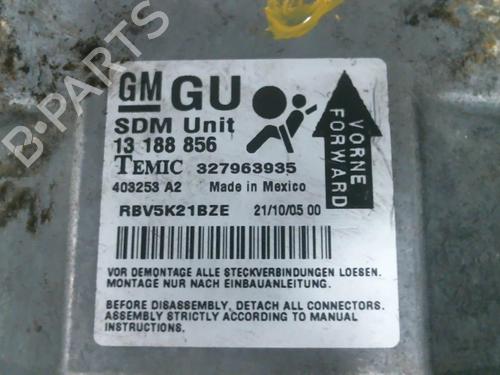 GM GU
SDM Unit
13 188 856
TEMIC 327963935
403253 A2 Made in Mexico
RBV5K21BZE 21/10/05 00
VORNE
FORWARD
VOR DEMONTAGE ALLE STECKVERBINDUNGEN LOESEN.
MONTAGE NUR NACH EINBAUANLEITUNG.
BEFORE DISASSEMBLY, DETACH ALL CONNECTORS.
ASSEMBLY STRICTLY ACCORDING TO MANUAL
INSTRUCTIONS.
B-PARTS
B-PARTS
B-PARTS